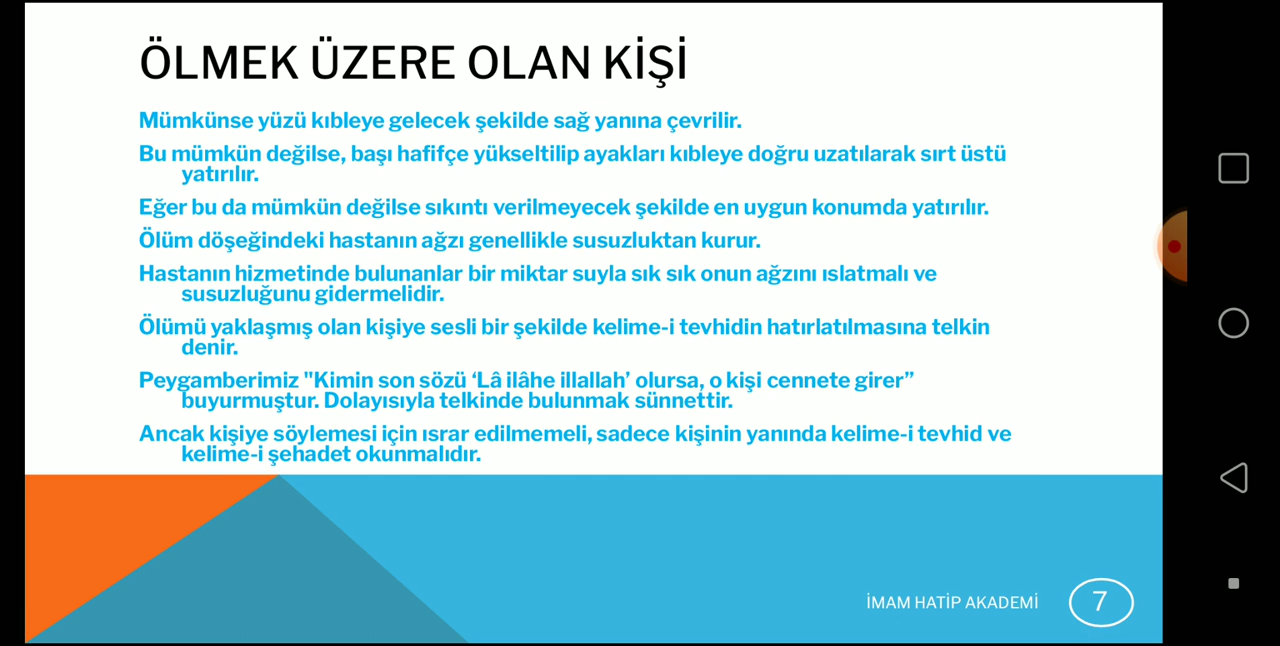 ÖLMEK ÜZERE OLAN KİŞİ
Mümkünse yüzü kıbleye gelecek şekilde sağ yanına çevrilir.
Bu mümkün değilse, başı hafifçe yükseltilip ayakları kıbleye doğru uzatılarak sırt üstü
yatırılır.
Eğer bu da mümkün değilse sıkıntı verilmeyecek şekilde en uygun konumda yatırılır.
Ölüm döşeğindeki hastanın ağzı genellikle susuzluktan kurur.
Hastanın hizmetinde bulunanlar bir miktar suyla sık sık onun ağzını ıslatmalı ve
susuzluğunu gidermelidir.
Ölümü yaklaşmış olan kişiye sesli bir şekilde kelime-i tevhidin hatırlatılmasına telkin
denir.
Peygamberimiz "Kimin son sözü ‘Lâ ilâhe illallah’ olursa, o kişi cennete girer”
buyurmuştur. Dolayısıyla telkinde bulunmak sünnettir.
Ancak kişiye söylemesi için ısrar edilmemeli, sadece kişinin yanında kelime-i tevhid ve
kelime-i şehadet okunmalıdır.
İMAM HATİP AKADEMİ
7